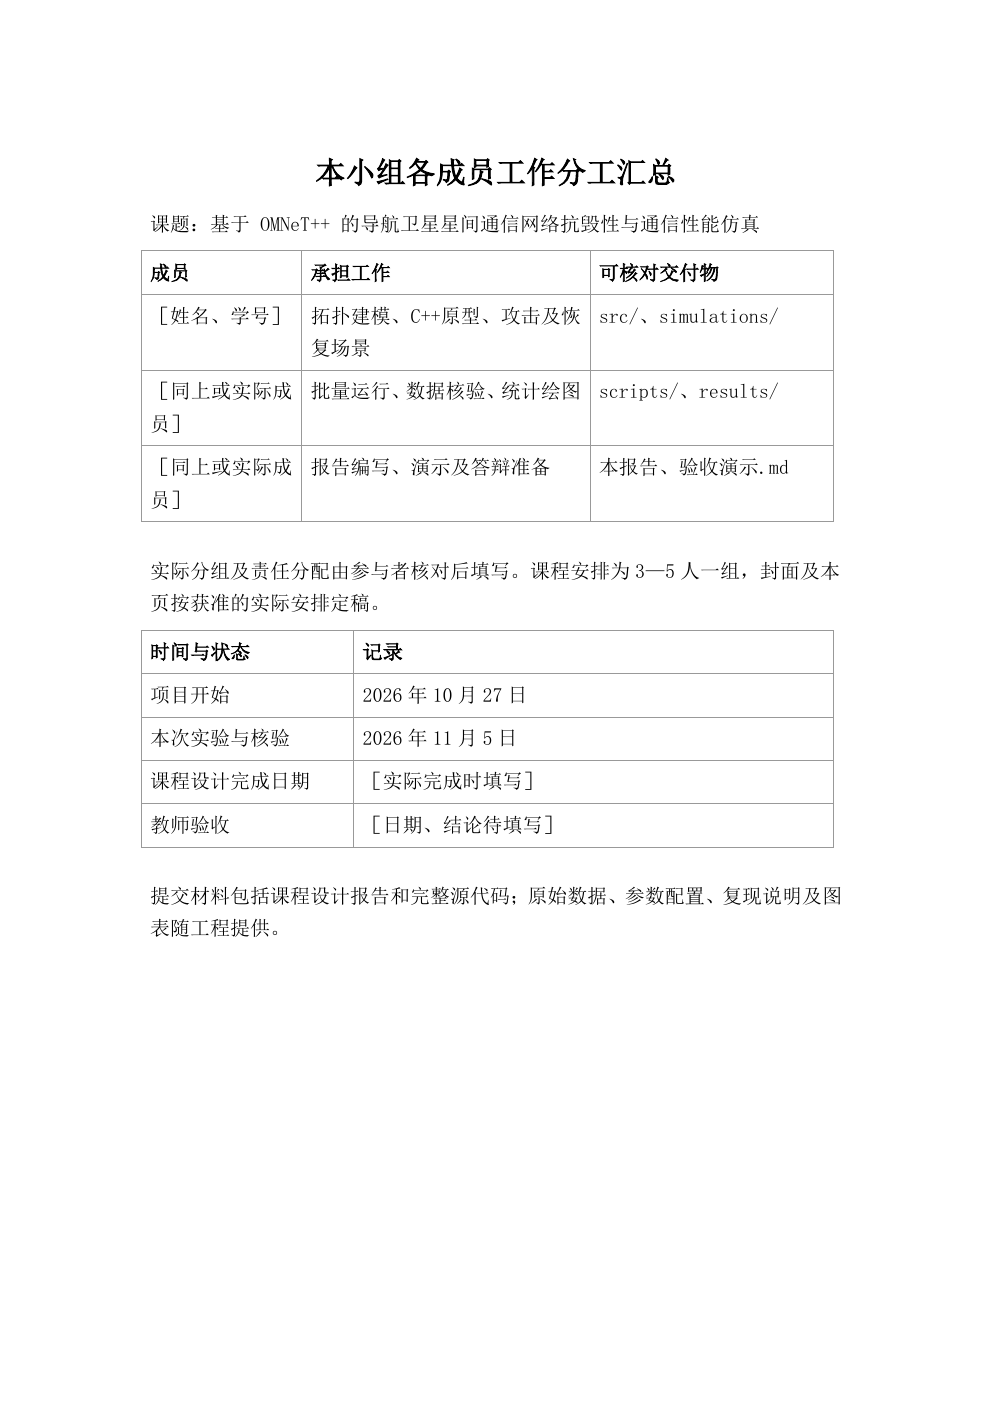 本小组各成员工作分工汇总
课题：基于 OMNeT++ 的导航卫星星间通信网络抗毁性与通信性能仿真
成员 承担工作 可核对交付物
［姓名、学号］ 拓扑建模、C++原型、攻击及恢 src/、simulations/
复场景
［同上或实际成 批量运行、数据核验、统计绘图 scripts/、results/
员］
［同上或实际成 报告编写、演示及答辩准备 本报告、验收演示.md
员］
实际分组及责任分配由参与者核对后填写。课程安排为 3—5 人一组，封面及本
页按获准的实际安排定稿。
时间与状态 记录
项目开始 2026 年 10 月 27 日
本次实验与核验 2026 年 11 月 5 日
课程设计完成日期 ［实际完成时填写］
教师验收 ［日期、结论待填写］
提交材料包括课程设计报告和完整源代码；原始数据、参数配置、复现说明及图
表随工程提供。